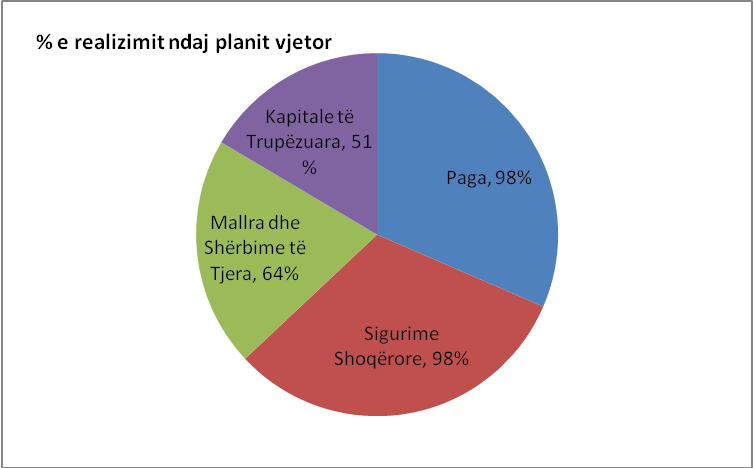 % e realizimit ndaj planit vjetor
Kapitale të
Trupëzuara, 51
%
Paga, 98%
Mallra dhe
Shërbime të
Tjera, 64%
Sigurime
Shoqërore, 98%